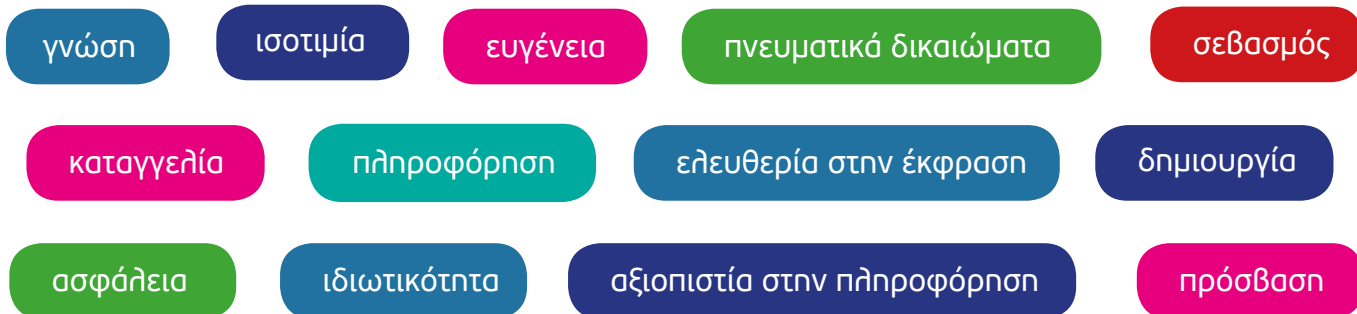 γνώση ισοτιμία ευγένεια πνευματικά δικαιώματα σεβασμός
καταγγελία πληροφόρηση ελευθερία στην έκφραση δημιουργία
ασφάλεια ιδιωτικότητα αξιοπιστία στην πληροφόρηση πρόσβαση